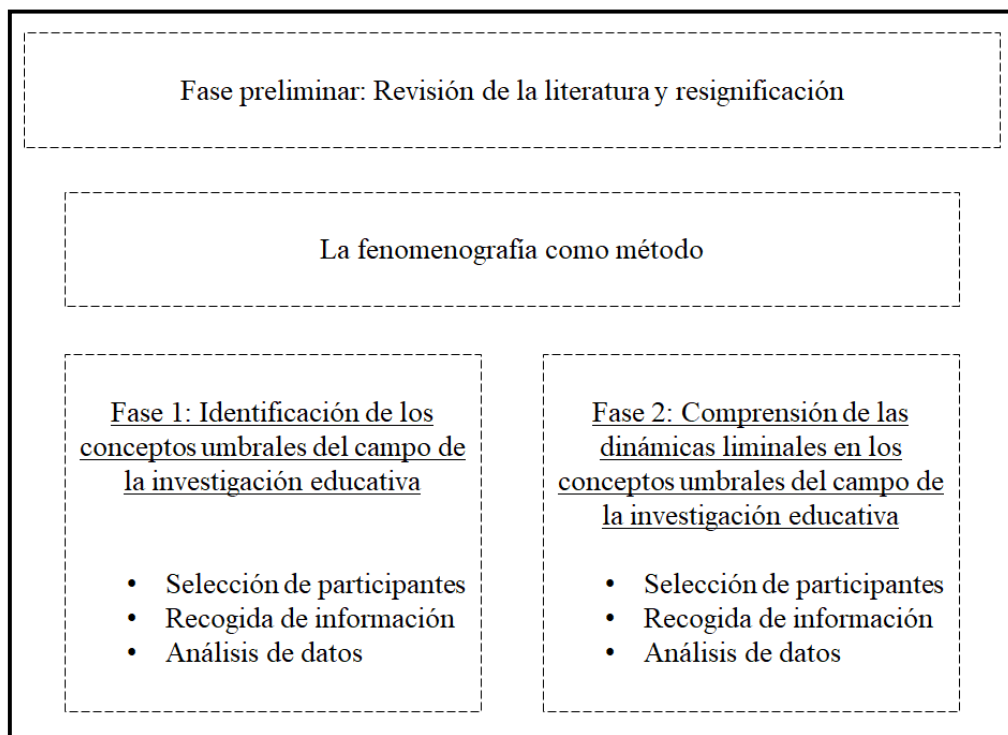 Fase preliminar: Revisión de la literatura y resignificación
La fenomenografía como método
Fase 1: Identificación de los
conceptos umbrales del campo de
la investigación educativa
• Selección de participantes
• Recogida de información
• Análisis de datos
Fase 2: Comprensión de las
dinámicas liminales en los
conceptos umbrales del campo de
la investigación educativa
• Selección de participantes
• Recogida de información
• Análisis de datos